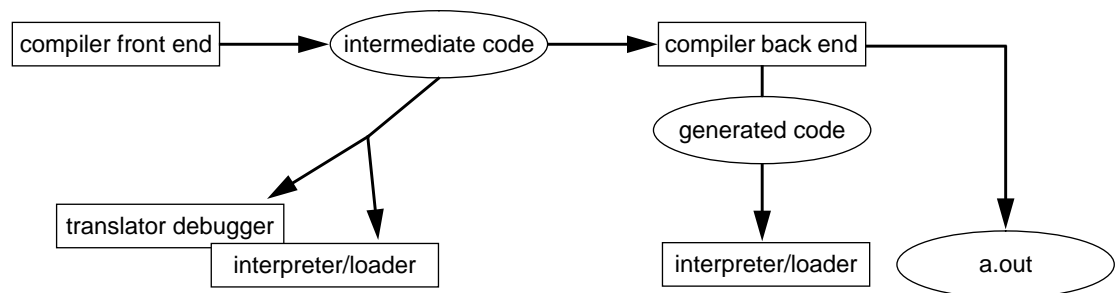 compiler front end
intermediate code
compiler back end
generated code
translator debugger
interpreter/loader
interpreter/loader
a.out